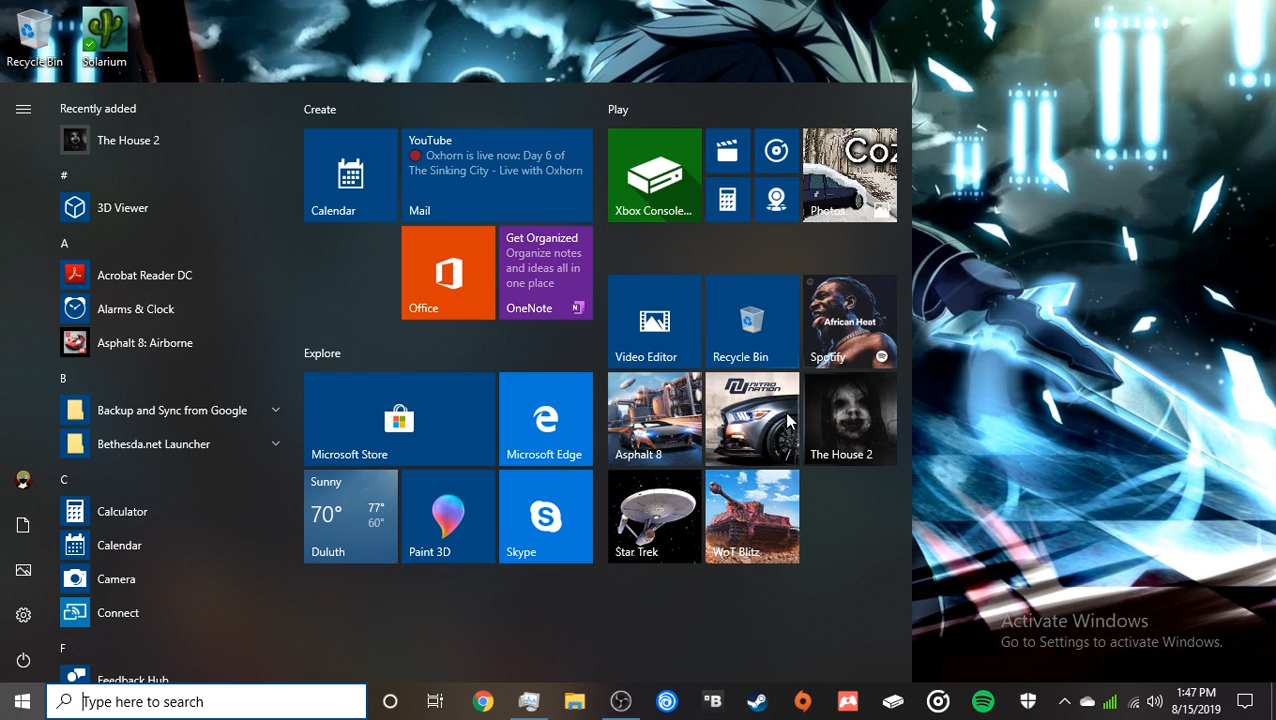 Recycle Bin
Solarium
Recently added
The House 2
#
3D Viewer
A
Acrobat Reader DC
Alarms & Clock
Asphalt 8: Airborne
B
Backup and Sync from Google
Bethesda.net Launcher
C
Calculator
Calendar
Camera
Connect
F
Feedback Hub
Create
Calendar
YouTube
Oxhorn is live now: Day 6 of
The Sinking City - Live with Oxhorn
Mail
Office
Get Organized
Organize notes
and ideas all in
one place
OneNote
Explore
Microsoft Store
Microsoft Edge
Sunny
70° 77°
60°
Duluth
Paint 3D
Skype
Play
Xbox Console...
Coz
Photos
Video Editor
Recycle Bin
African Heat
Spotify
Asphalt 8
NITRO
NATION
The House 2
Star Trek
WoT Blitz
Activate Windows
Go to Settings to activate Windows.
Type here to search
1:47 PM
8/15/2019